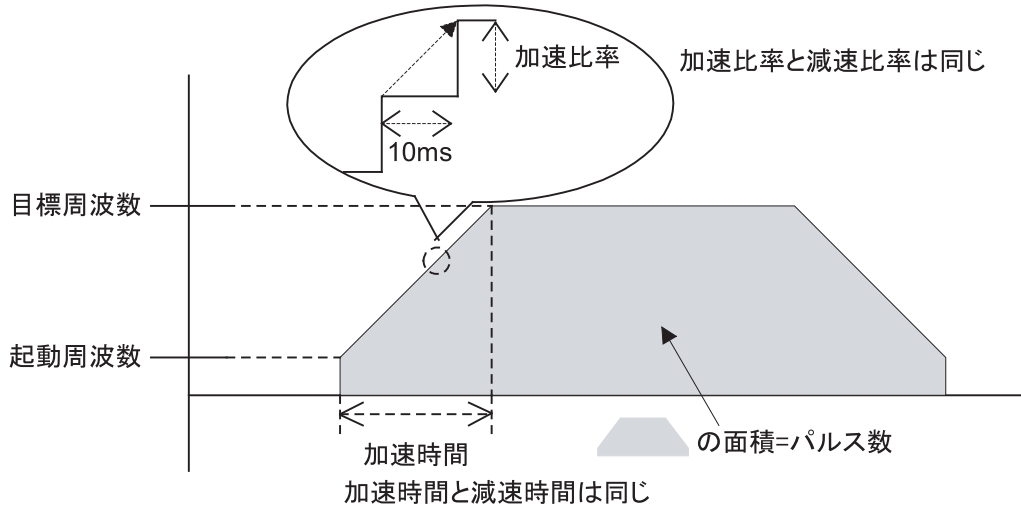 加速比率
加速比率と減速比率は同じ
10ms
目標周波数
起動周波数
の面積=パルス数
加速時間
加速時間と減速時間は同じ